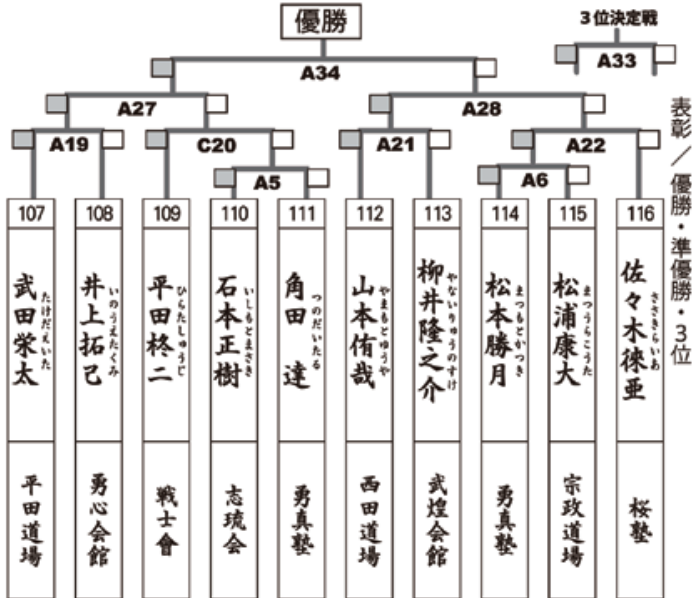 優勝
3位決定戦
A33
A34
A27
A28
A19
C20
A21
A22
A5
A6
表彰／優勝・準優勝・3位
107
武田栄太
たけだえいた
平田道場
108
井上拓己
いのうえたくみ
勇心会館
109
平田柊二
ひらたしゅうじ
戦士會
110
石本正樹
いしもとまさき
志琉会
111
角田 達
つのだいたる
勇真塾
112
山本侑哉
やまもとゆうや
西田道場
113
柳井隆之介
やないりゅうのすけ
武煌会館
114
松本勝月
まつもとかつき
勇真塾
115
松浦康大
まつうらこうた
宗政道場
116
佐々木徠亜
ささきらいあ
桜塾